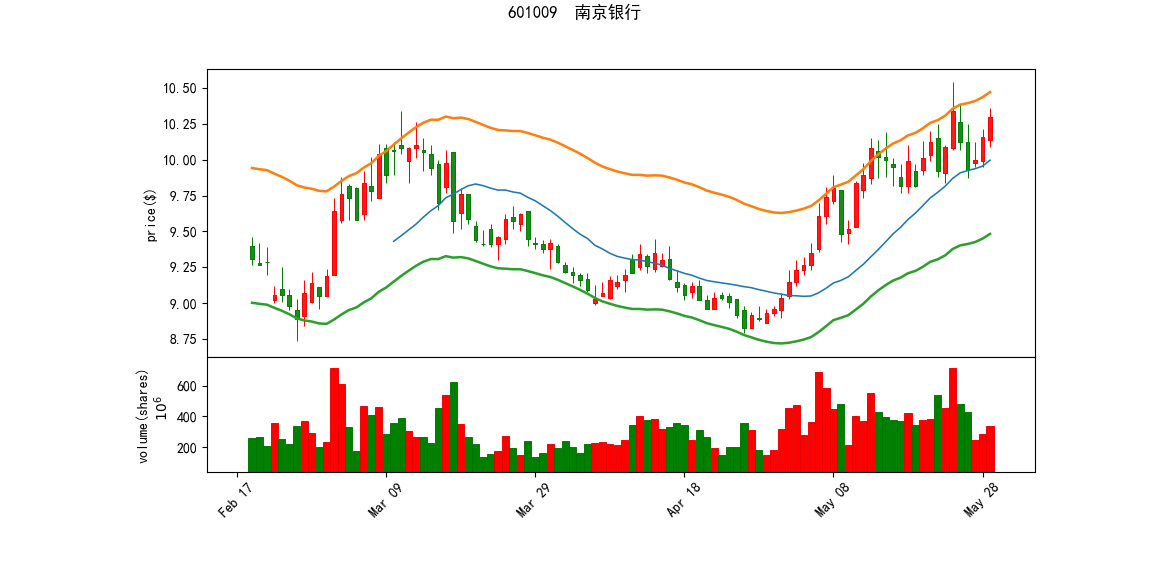 601009 南京银行
price($)
10.50
10.25
10.00
9.75
9.50
9.25
9.00
8.75
volume(shares)
10^6
600
400
200
Feb 17
Mar 09
Mar 29
Apr 18
May 08
May 28